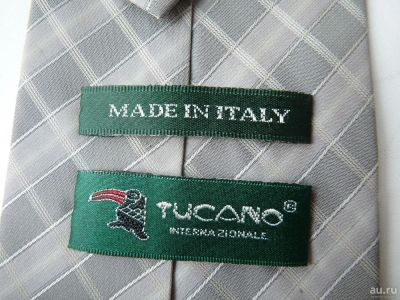 MADE IN ITALY
TUCANO®
INTERNAZIONALE
au.ru